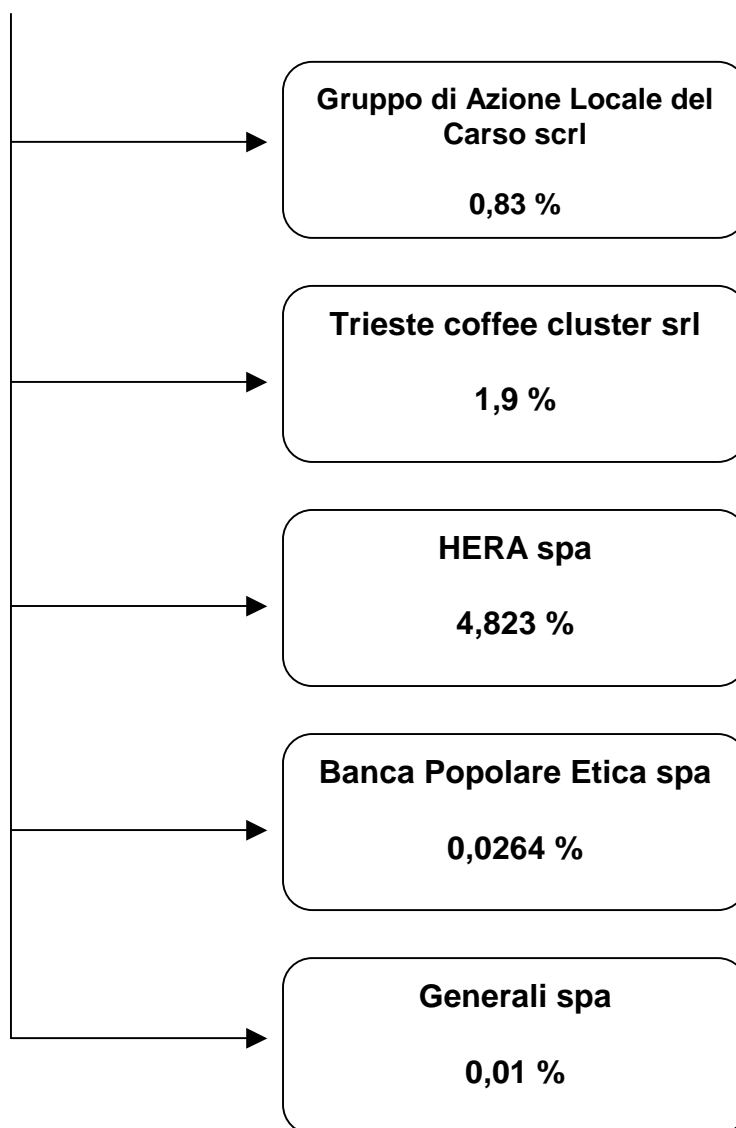 Gruppo di Azione Locale del
Carso scrl
0,83 %
Trieste coffee cluster srl
1,9 %
HERA spa
4,823 %
Banca Popolare Etica spa
0,0264 %
Generali spa
0,01 %